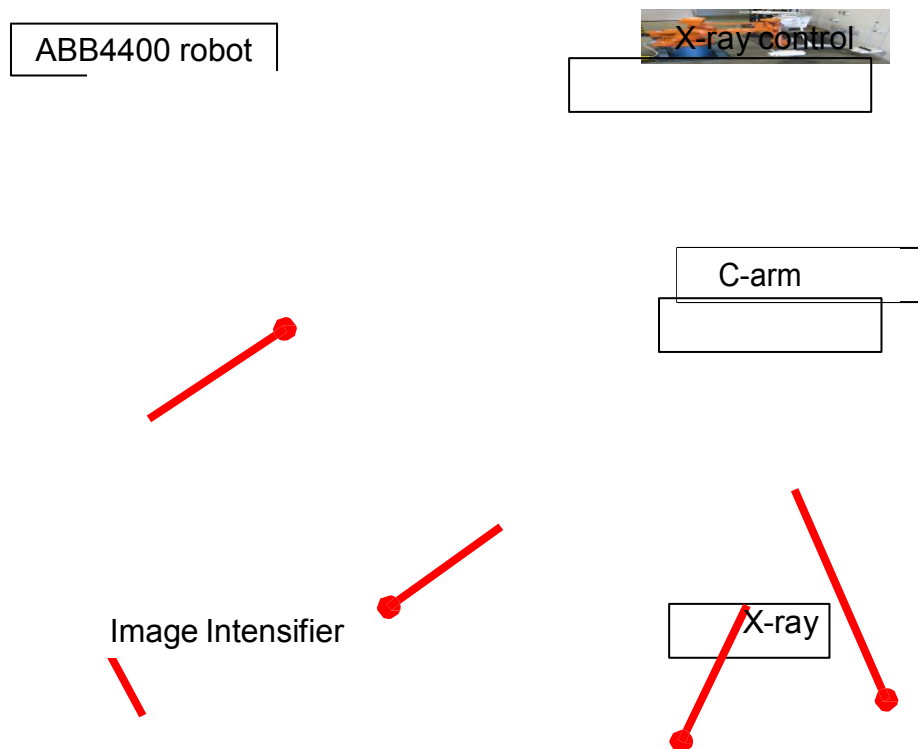 ABB4400 robot
X-ray control
C-arm
Image Intensifier
X-ray